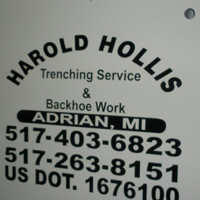 HAROLD HOLLIS
Trenching Service
&
Backhoe Work
ADRIAN, MI
517-403-6823
517-263-8151
US DOT. 1676100